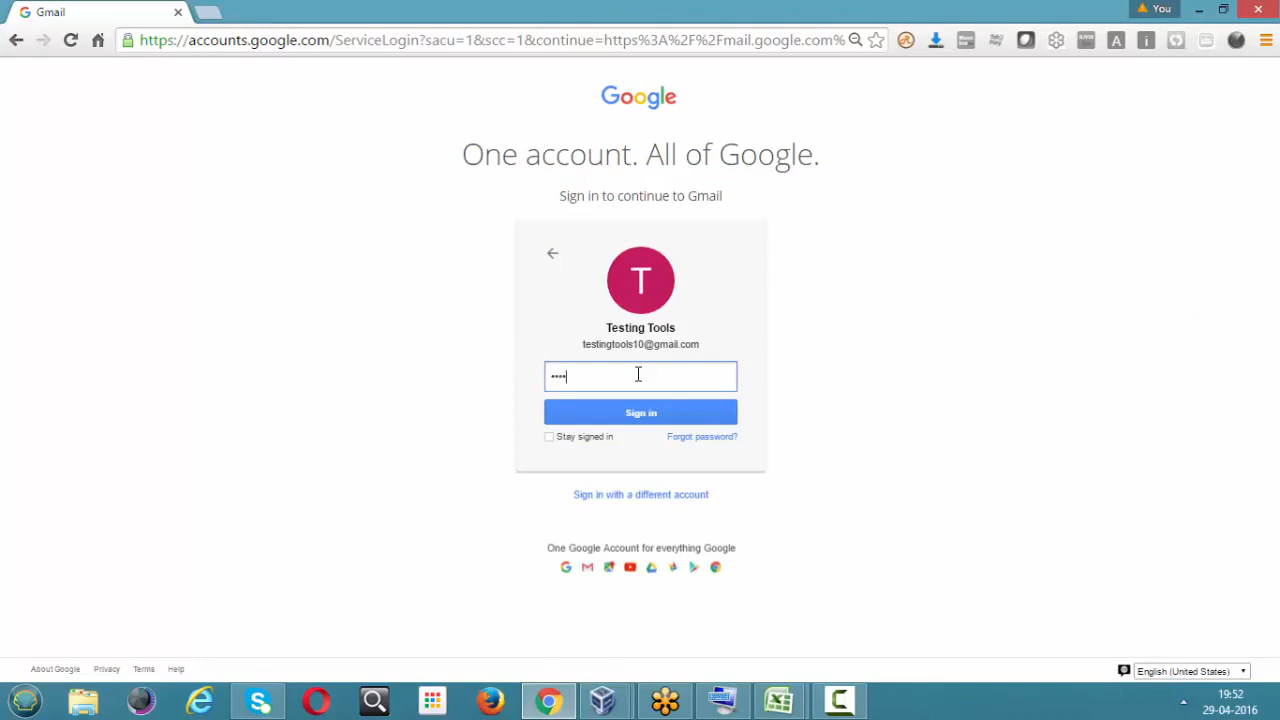 Gmail
You
https://accounts.google.com/ServiceLogin?sacu=1&scc=1&continue=https%3A%2F%2Fmail.google.com%
Google
One account. All of Google.
Sign in to continue to Gmail
T
Testing Tools
testingtools10@gmail.com
••••
Sign in
Stay signed in
Forgot password?
Sign in with a different account
One Google Account for everything Google
About Google Privacy Terms Help
English (United States)
19:52
29-04-2016